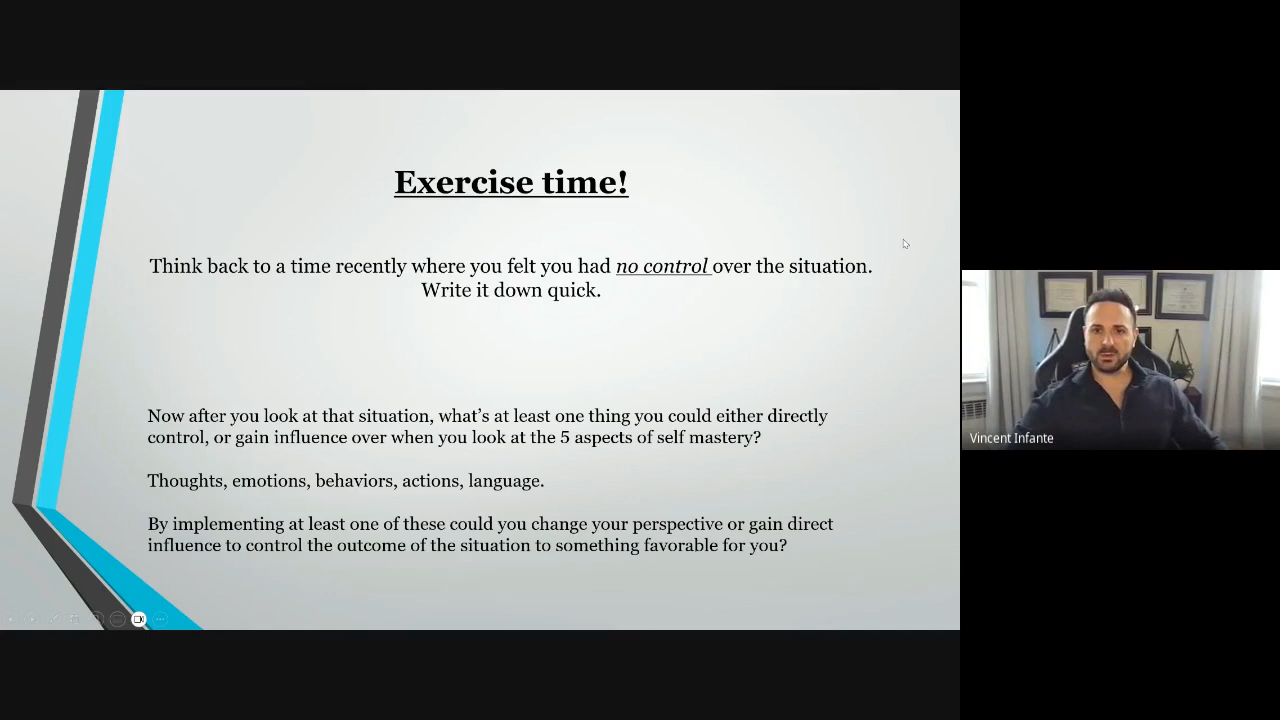 Exercise time!
Think back to a time recently where you felt you had no control over the situation.
Write it down quick.
Now after you look at that situation, what's at least one thing you could either directly
control, or gain influence over when you look at the 5 aspects of self mastery?
Thoughts, emotions, behaviors, actions, language.
By implementing at least one of these could you change your perspective or gain direct
influence to control the outcome of the situation to something favorable for you?
Vincent Infante